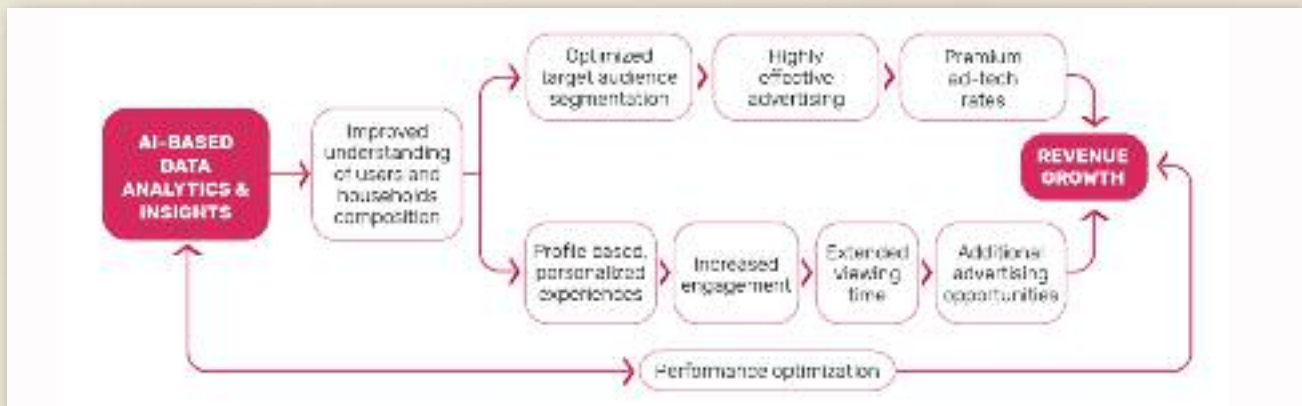 AI-BASED
DATA
ANALYTICS &
INSIGHTS
Improved
understanding
of users and
households
composition
Optimized
target audience
segmentation
Highly
effective
advertising
Premium
ad-tech
rates
Profile based,
personalized
experiences
Increased
engagement
Extended
viewing
time
Additional
advertising
opportunities
REVENUE
GROWTH
Performance optimization